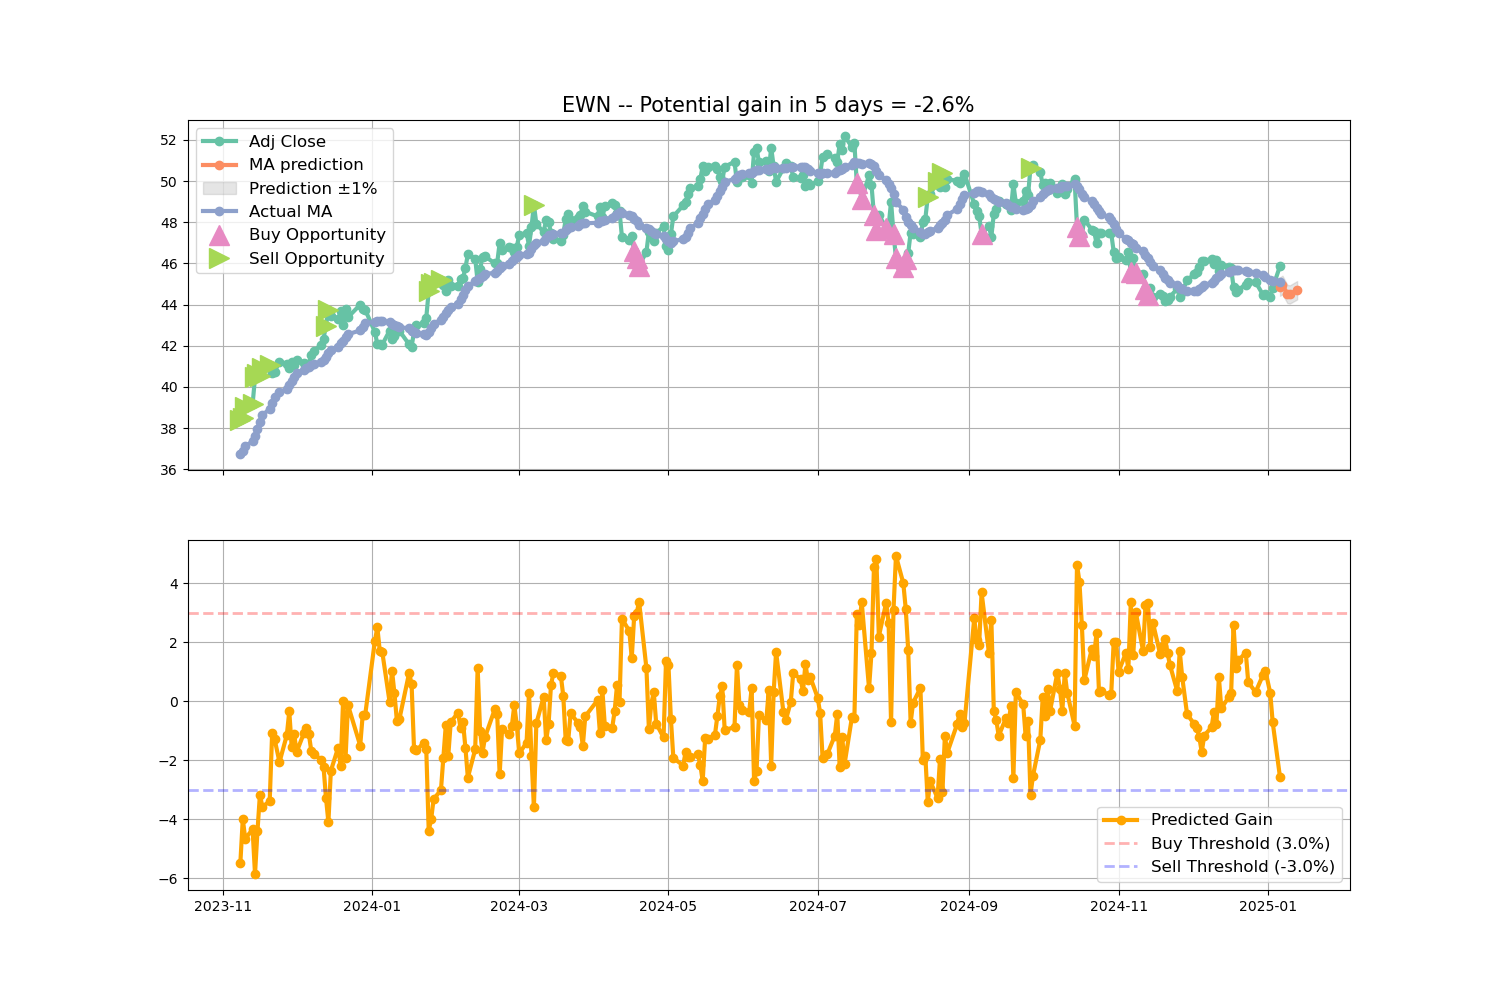 EWN -- Potential gain in 5 days = -2.6%
Adj Close
MA prediction
Prediction ±1%
Actual MA
Buy Opportunity
Sell Opportunity
52
50
48
46
44
42
40
38
36
4
2
0
−2
−4
−6
Predicted Gain
Buy Threshold (3.0%)
Sell Threshold (-3.0%)
2023-11
2024-01
2024-03
2024-05
2024-07
2024-09
2024-11
2025-01